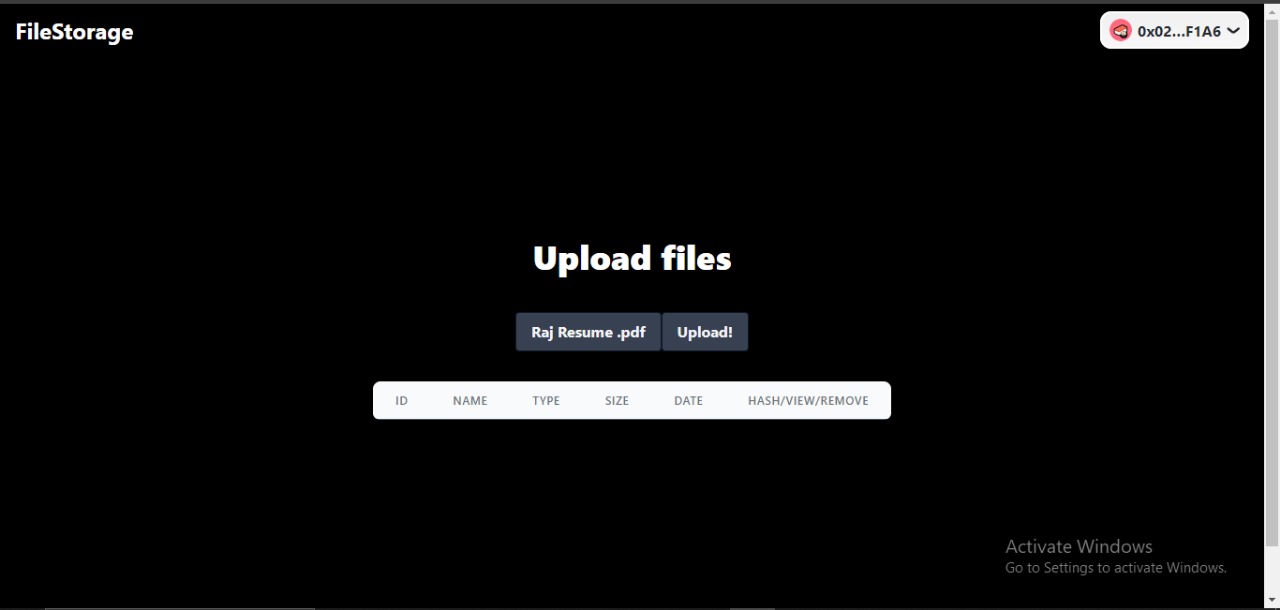 FileStorage
0x02...F1A6
Upload files
Raj Resume .pdf Upload!
ID NAME TYPE SIZE DATE HASH/VIEW/REMOVE
Activate Windows
Go to Settings to activate Windows.